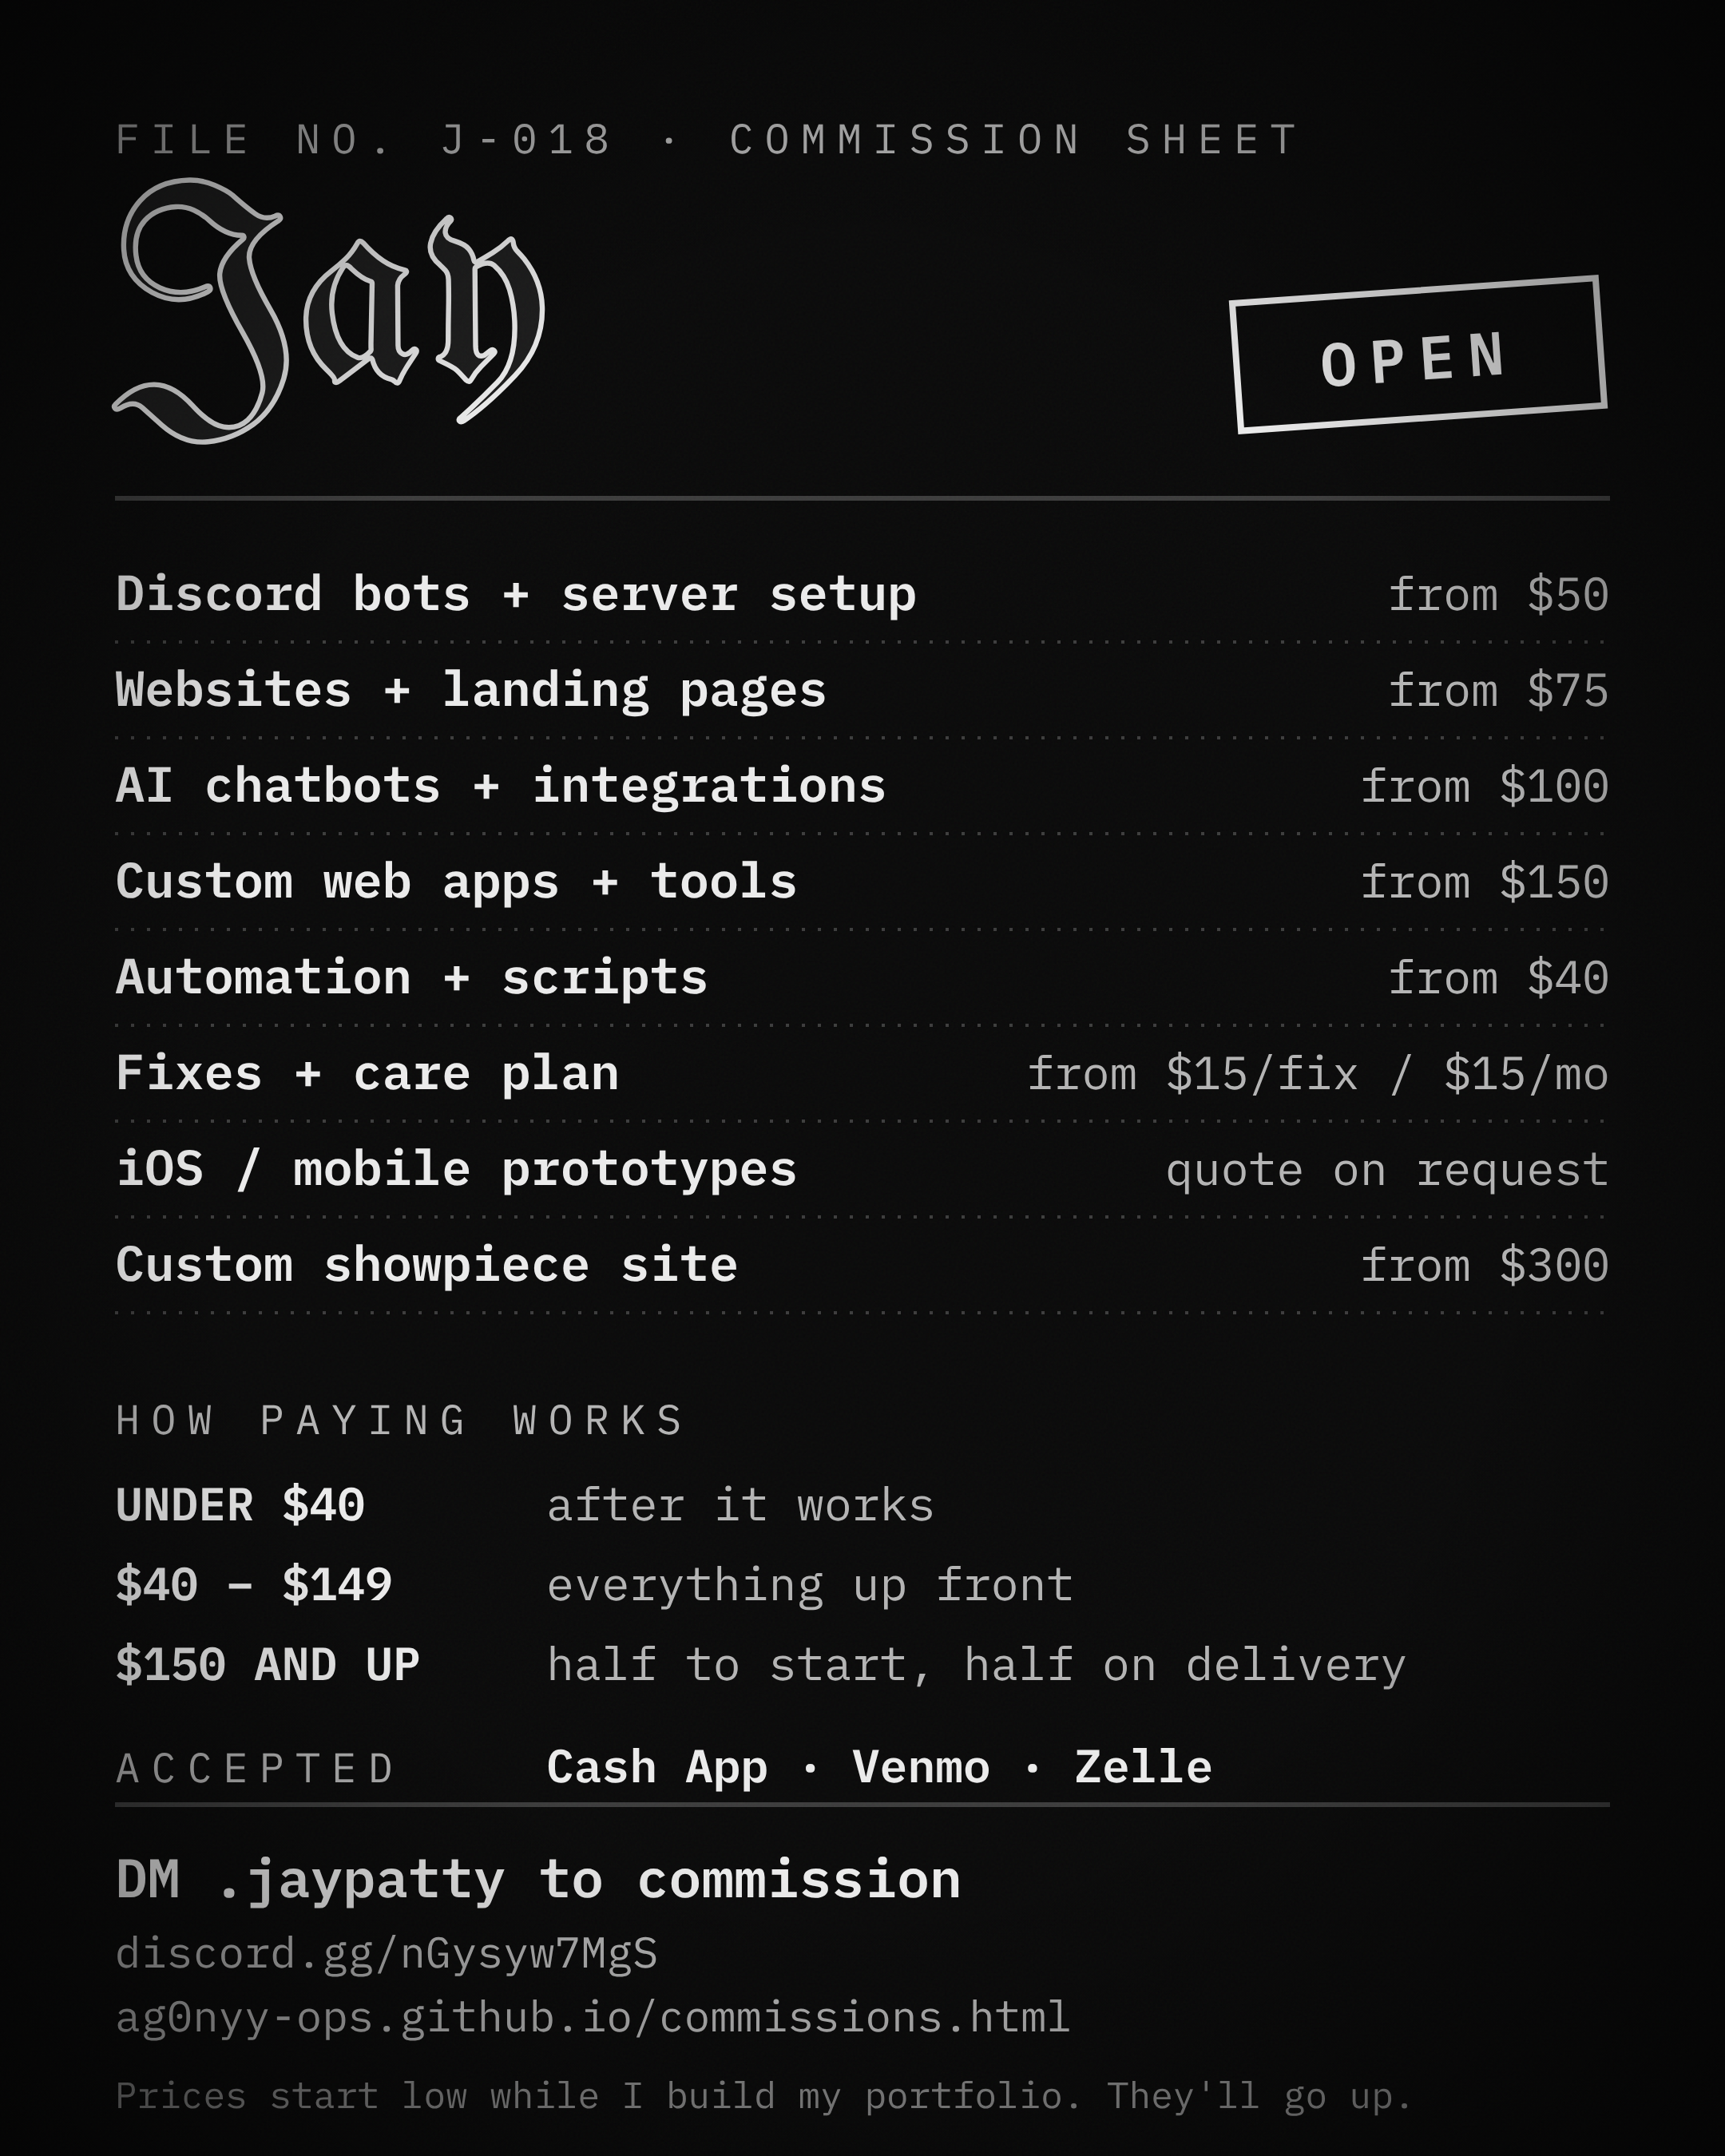 FILE NO. J-018 · COMMISSION SHEET
Jay
OPEN
Discord bots + server setup from $50
Websites + landing pages from $75
AI chatbots + integrations from $100
Custom web apps + tools from $150
Automation + scripts from $40
Fixes + care plan from $15/fix / $15/mo
iOS / mobile prototypes quote on request
Custom showpiece site from $300
HOW PAYING WORKS
UNDER $40 after it works
$40 – $149 everything up front
$150 AND UP half to start, half on delivery
ACCEPTED Cash App · Venmo · Zelle
DM .jaypatty to commission
discord.gg/nGysyw7MgS
ag0nyy-ops.github.io/commissions.html
Prices start low while I build my portfolio. They'll go up.